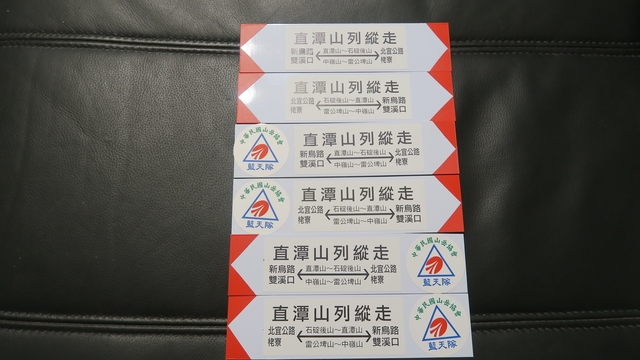 直潭山列縱走
新烏路 直潭山～石碇後山 北宜公路
雙溪口 中嶺山～雷公埤山 栳寮
直潭山列縱走
北宜公路 石碇後山～直潭山 新烏路
栳寮 雷公埤山～中嶺山 雙溪口
中華民國山岳協會
藍天隊
直潭山列縱走
新烏路 直潭山～石碇後山 北宜公路
雙溪口 中嶺山～雷公埤山 栳寮
中華民國山岳協會
藍天隊
直潭山列縱走
北宜公路 石碇後山～直潭山 新烏路
栳寮 雷公埤山～中嶺山 雙溪口
直潭山列縱走
新烏路 直潭山～石碇後山 北宜公路
雙溪口 中嶺山～雷公埤山 栳寮
中華民國山岳協會
藍天隊
直潭山列縱走
北宜公路 石碇後山～直潭山 新烏路
栳寮 雷公埤山～中嶺山 雙溪口
中華民國山岳協會
藍天隊